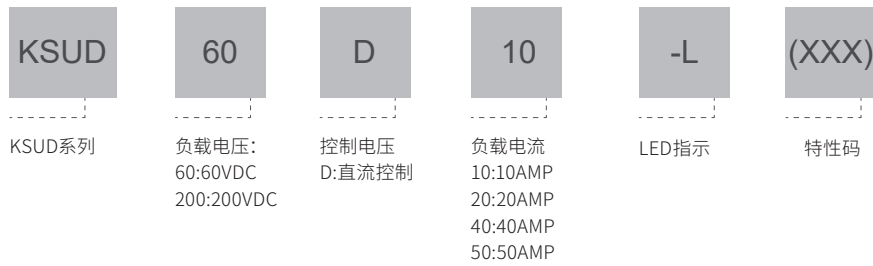 KSUD 60 D 10 -L (XXX)
KSUD系列
负载电压：
60:60VDC
200:200VDC
控制电压
D:直流控制
负载电流
10:10AMP
20:20AMP
40:40AMP
50:50AMP
LED指示
特性码